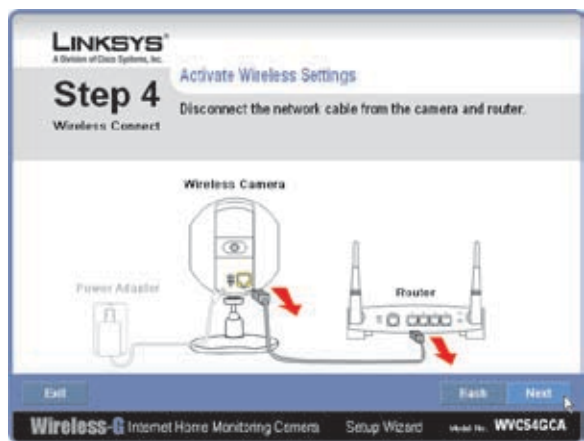 LINKSYS®
A Division of Cisco Systems, Inc.
Activate Wireless Settings
Step 4
Wireless Connect
Disconnect the network cable from the camera and router.
Wireless Camera
Power Adapter
Router
Exit
Back
Next
Wireless-G Internet Home Monitoring Camera
Setup Wizard
Model No.
WVC54GCA